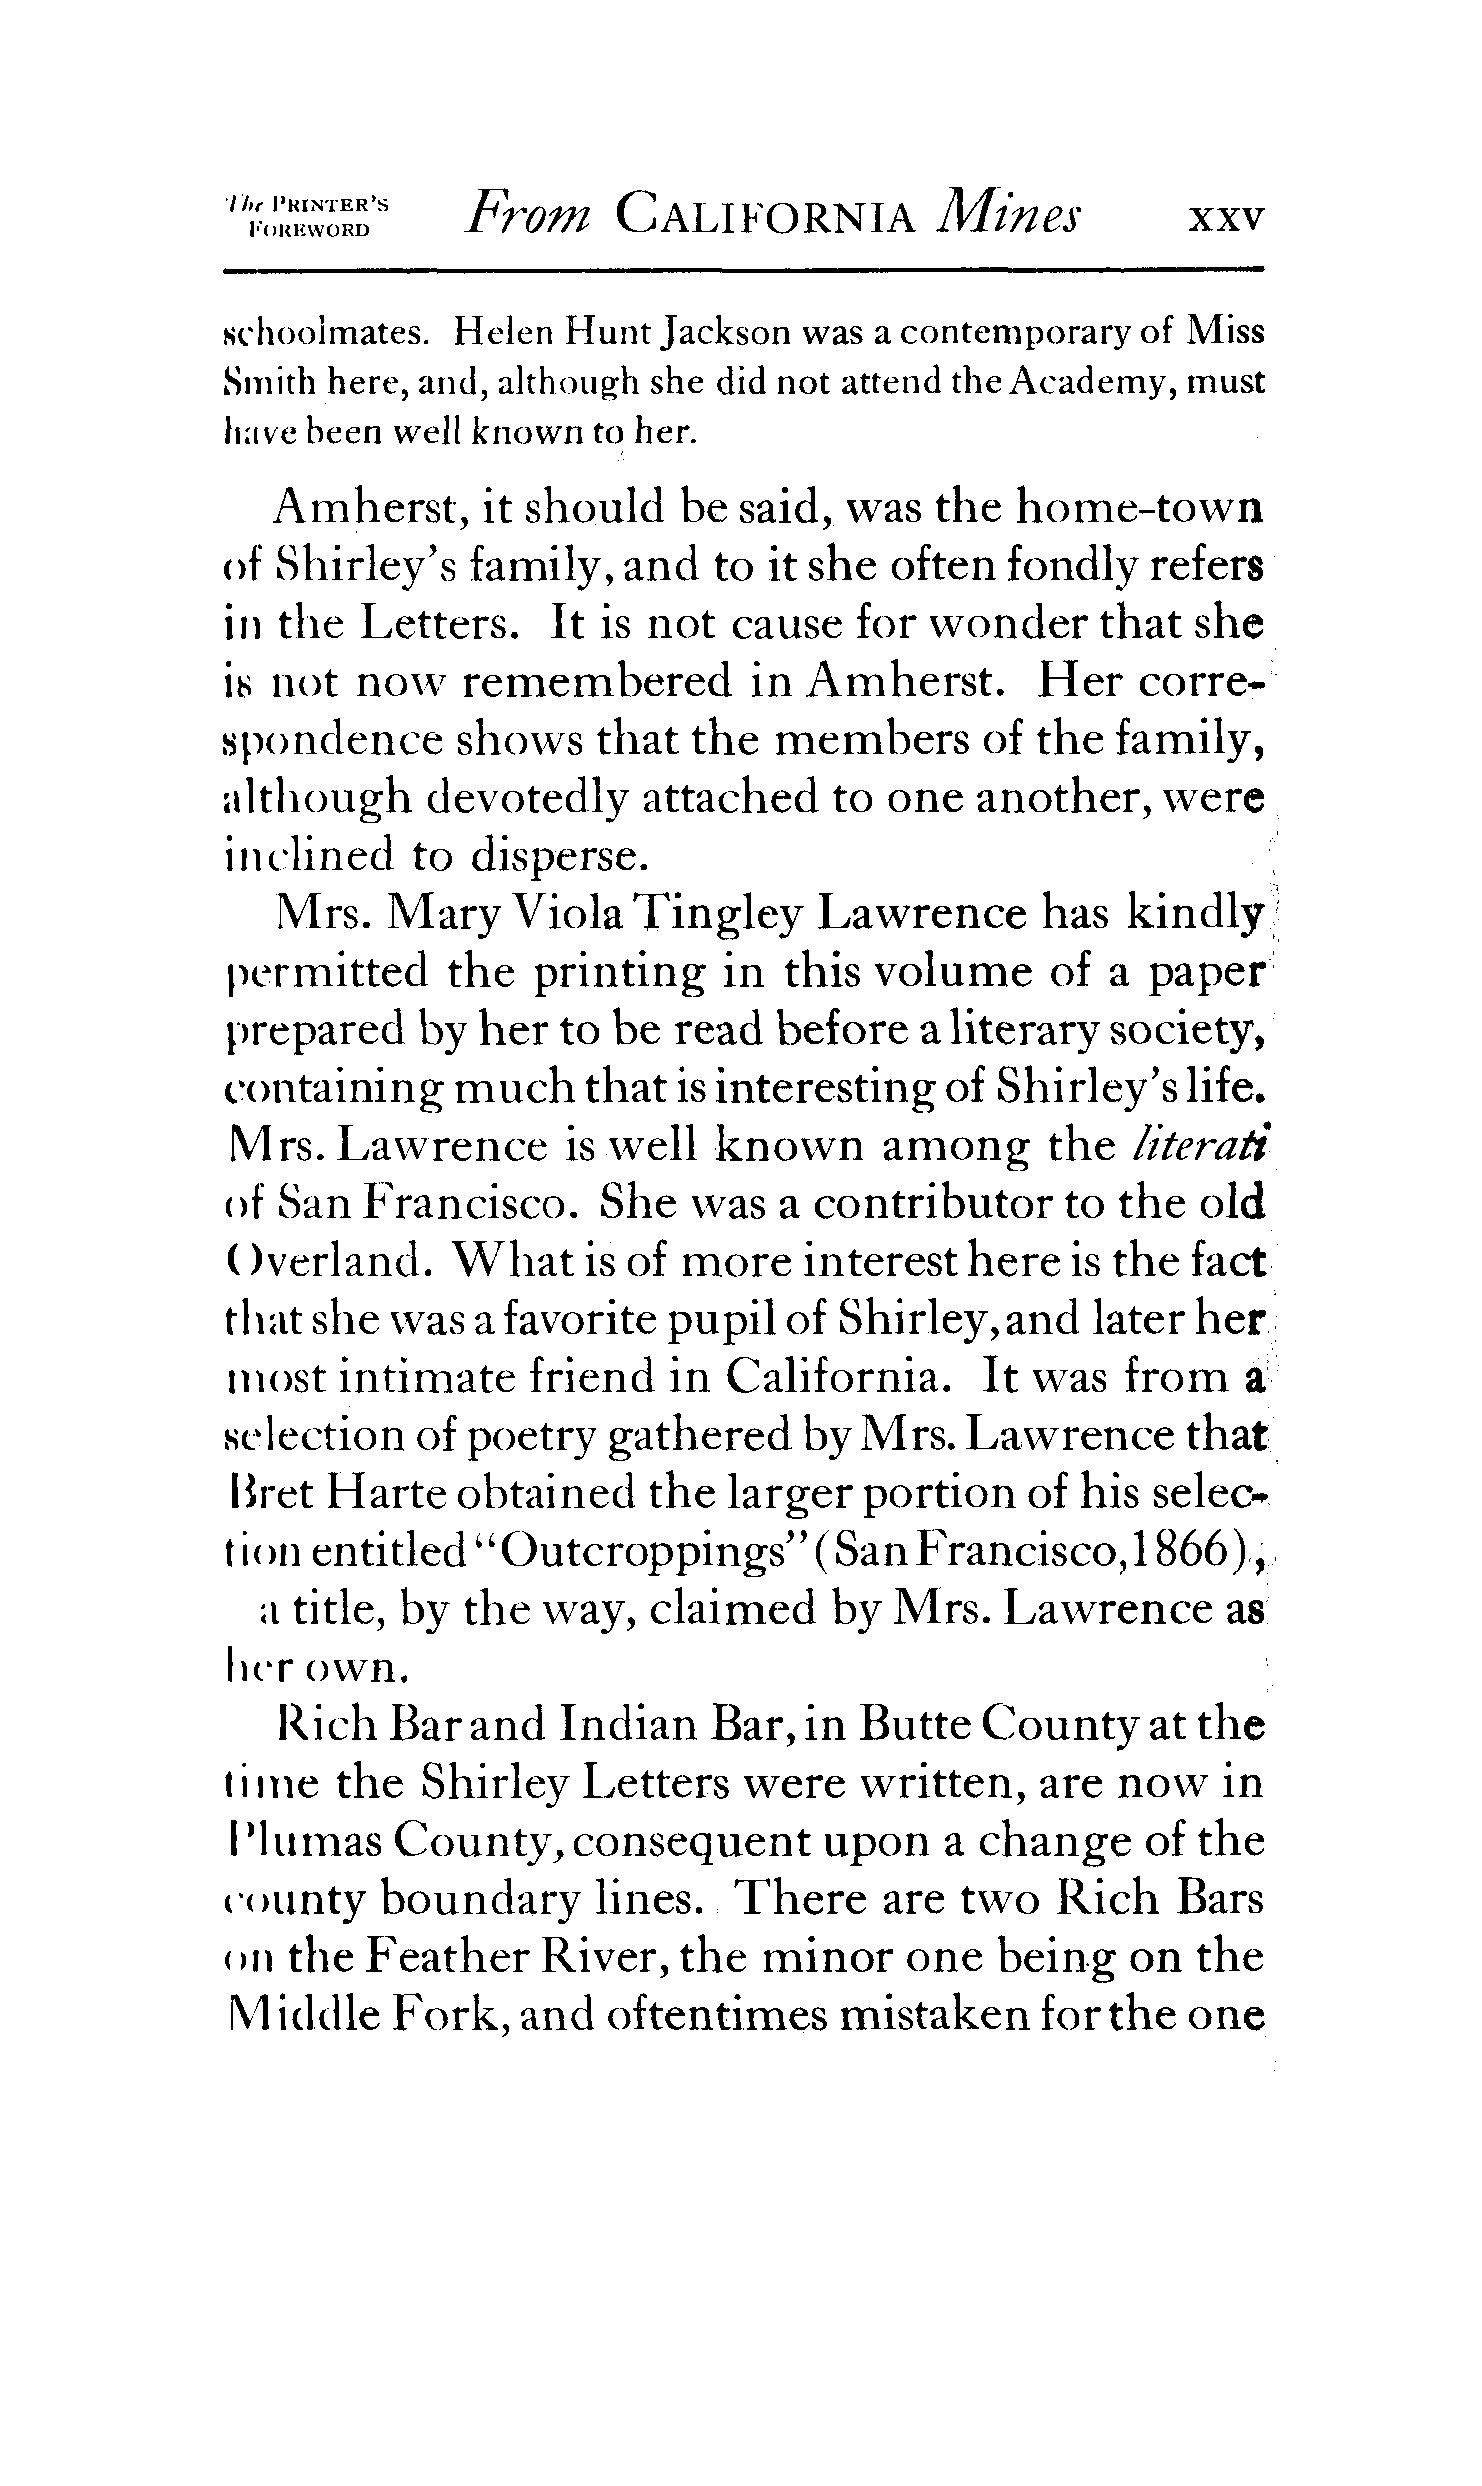 The PRINTER'S
FOREWORD
From CALIFORNIA Mines
xxv
schoolmates. Helen Hunt Jackson was a contemporary of Miss
Smith here, and, although she did not attend the Academy, must
have been well known to her.
Amherst, it should be said, was the home-town
of Shirley's family, and to it she often fondly refers
in the Letters. It is not cause for wonder that she
is not now remembered in Amherst. Her corre-
spondence shows that the members of the family,
although devotedly attached to one another, were
inclined to disperse.
Mrs. Mary Viola Tingley Lawrence has kindly
permitted the printing in this volume of a paper
prepared by her to be read before a literary society,
containing much that is interesting of Shirley's life.
Mrs. Lawrence is well known among the literati
of San Francisco. She was a contributor to the old
Overland. What is of more interest here is the fact
that she was a favorite pupil of Shirley, and later her
most intimate friend in California. It was from a
selection of poetry gathered by Mrs. Lawrence that
Bret Harte obtained the larger portion of his selec-
tion entitled "Outcroppings" (San Francisco, 1866),
a title, by the way, claimed by Mrs. Lawrence as
her own.
Rich Bar and Indian Bar, in Butte County at the
time the Shirley Letters were written, are now in
Plumas County, consequent upon a change of the
county boundary lines. There are two Rich Bars
on the Feather River, the minor one being on the
Middle Fork, and oftentimes mistaken for the one